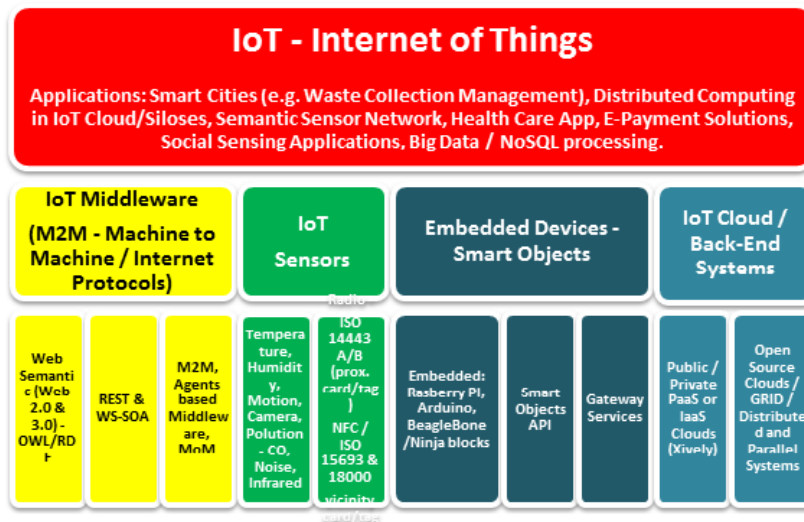 IoT - Internet of Things
Applications: Smart Cities (e.g. Waste Collection Management), Distributed Computing
in IoT Cloud/Siloses, Semantic Sensor Network, Health Care App, E-Payment Solutions,
Social Sensing Applications, Big Data / NoSQL processing.
IoT Middleware
(M2M - Machine to
Machine / Internet
Protocols)
IoT
Sensors
Embedded Devices -
Smart Objects
IoT Cloud /
Back-End
Systems
Web
Semanti
c (Web
2.0 &
3.0) -
OWL/RD
F
REST &
WS-SOA
M2M,
Agents
based
Middlew
are,
MoM
Tempera
ture,
Humidit
y,
Motion,
Camera,
Polution
- CO,
Noise,
Infrared
Radio
ISO
14443
A/B
(prox.
card/tag
)
NFC /
ISO
15693 &
18000
vicinity
card/tag
Embedded:
Rasberry PI,
Arduino,
BeagleBone
/Ninja blocks
Smart
Objects
API
Gateway
Services
Public /
Private
PaaS or
IaaS
Clouds
(Xively)
Open
Source
Clouds /
GRID /
Distribute
d and
Parallel
Systems